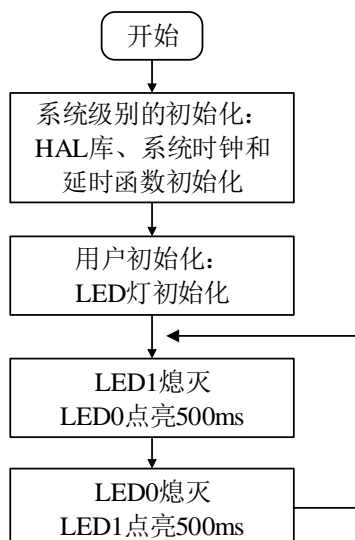 开始
系统级别的初始化：
HAL库、系统时钟和
延时函数初始化
用户初始化：
LED灯初始化
LED1熄灭
LED0点亮500ms
LED0熄灭
LED1点亮500ms